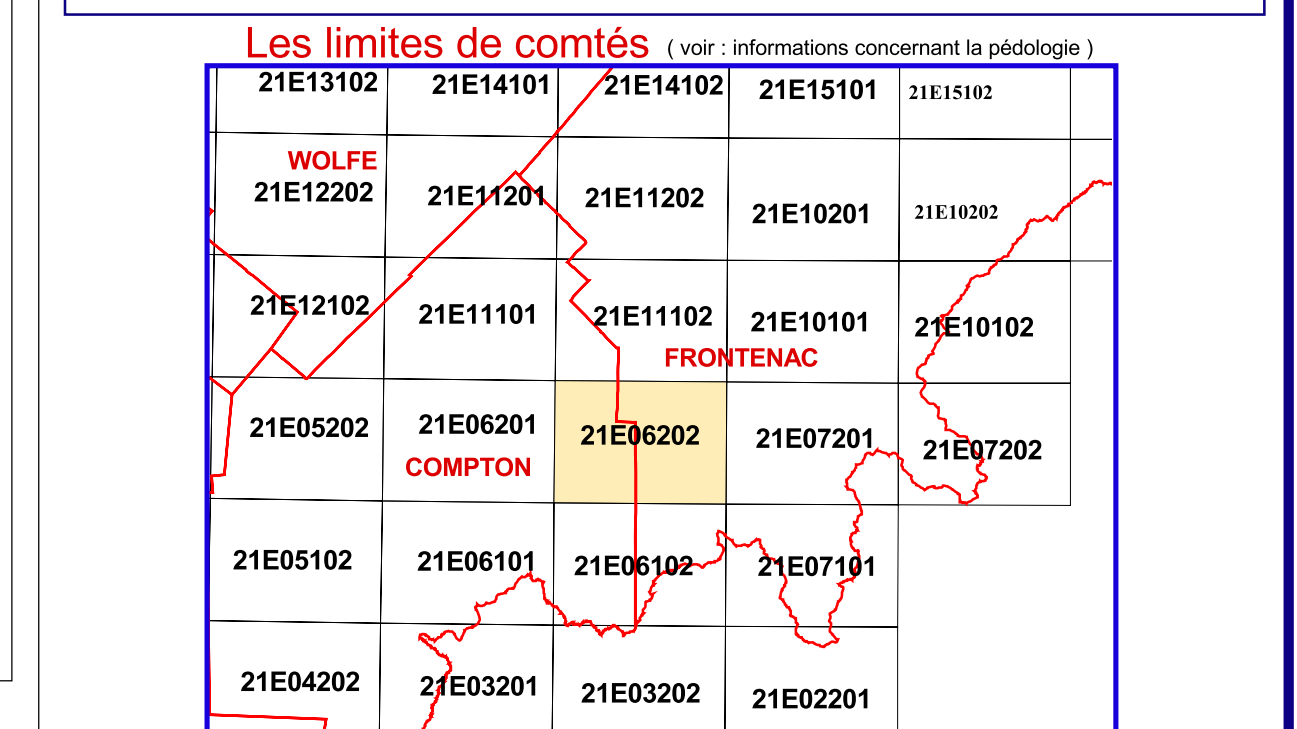 Les limites de comtés ( voir : informations concernant la pédologie )
21E13102 21E14101 21E14102 21E15101 21E15102
WOLFE
21E12202 21E11201 21E11202 21E10201 21E10202
21E12102 21E11101 21E11102 21E10101 21E10102
FRONTENAC
21E05202 21E06201 21E06202 21E07201 21E07202
COMPTON
21E05102 21E06101 21E06102 21E07101
21E04202 21E03201 21E03202 21E02201